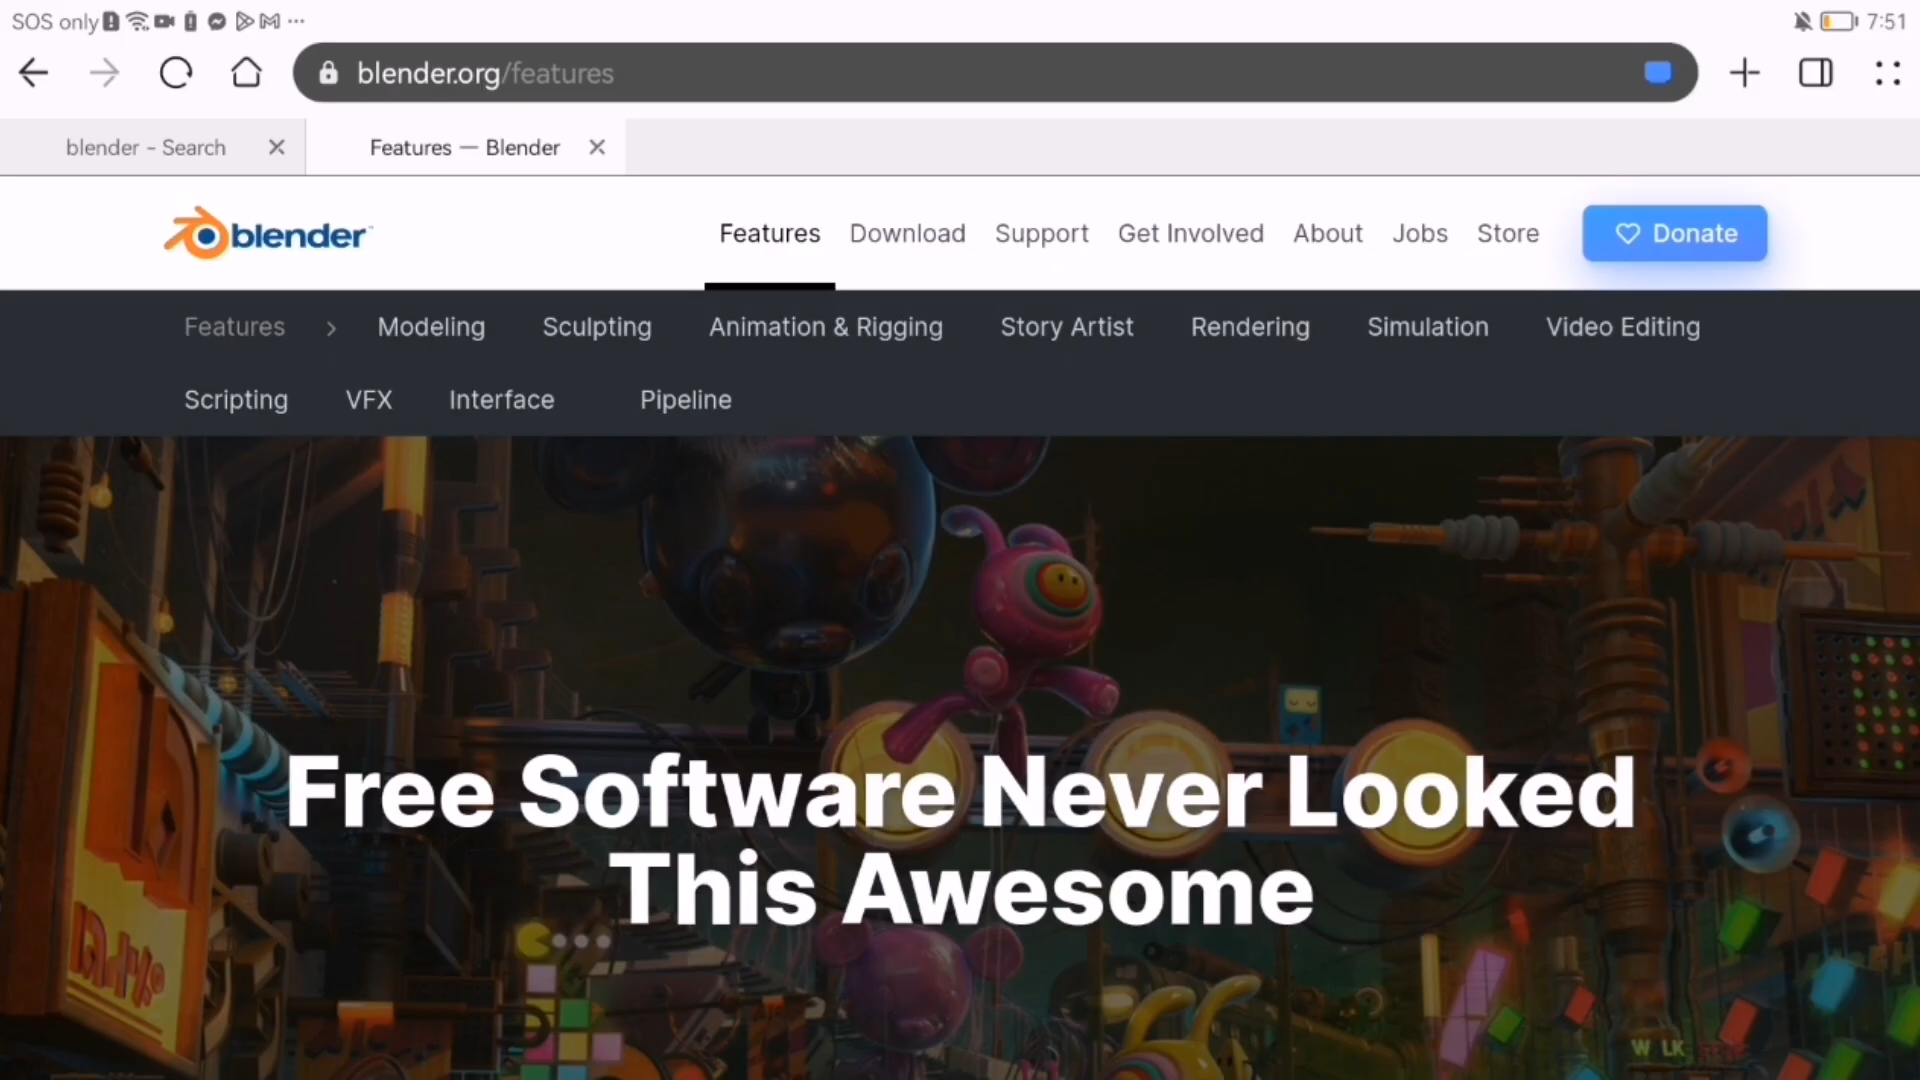 SOS only
7:51
blender.org/features
blender - Search
Features — Blender
blender
Features Download Support Get Involved About Jobs Store Donate
Features > Modeling Sculpting Animation & Rigging Story Artist Rendering Simulation Video Editing
Scripting VFX Interface Pipeline
Free Software Never Looked
This Awesome